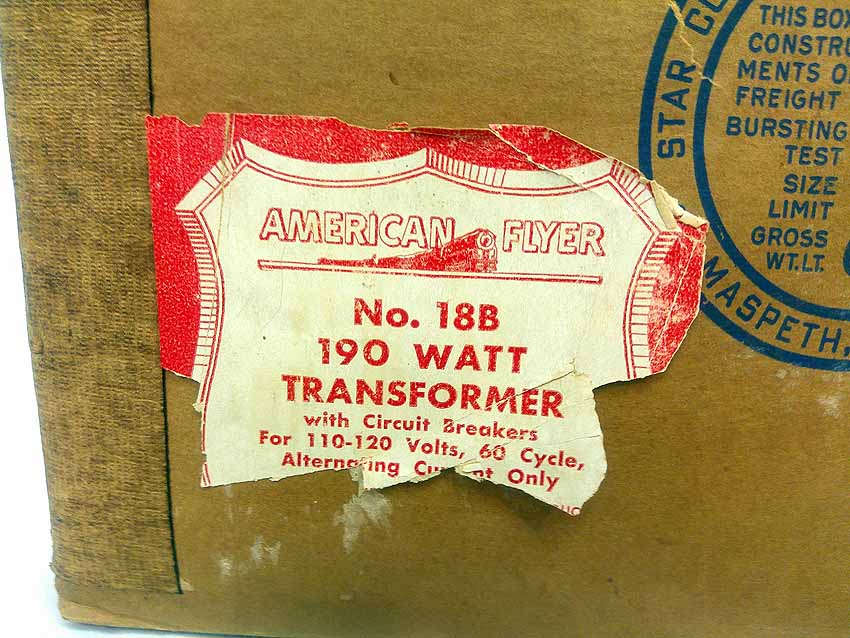 AMERICAN FLYER
No. 18B
190 WATT
TRANSFORMER
with Circuit Breakers
For 110-120 Volts, 60 Cycle,
Alternating Current Only
STAR CO
THIS BOX
CONSTRU
MENTS O
FREIGHT
BURSTING
TEST
SIZE
LIMIT
GROSS
WT.LT.
MASPETH,